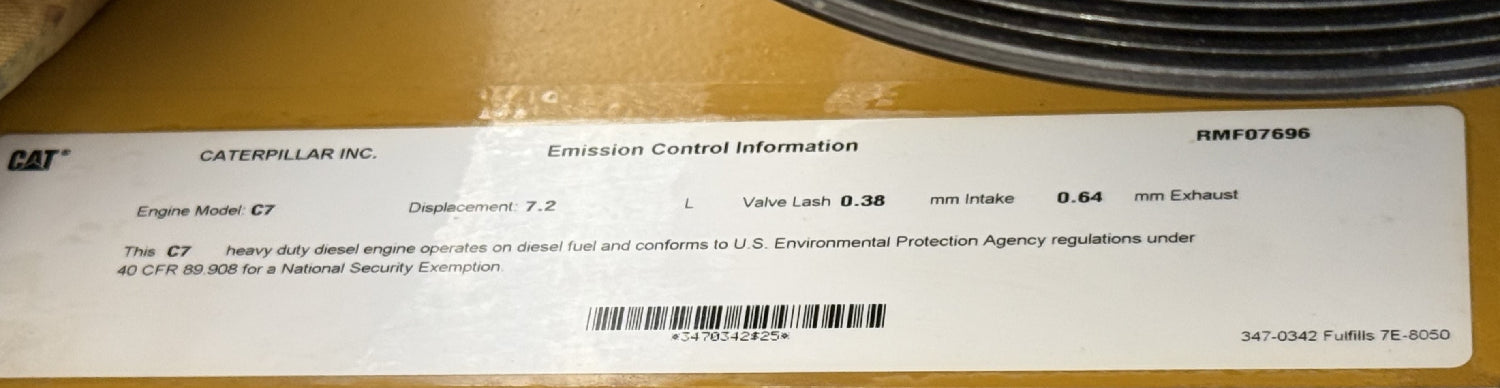 CAT® CATERPILLAR INC. Emission Control Information RMF07696
Engine Model: C7 Displacement: 7.2 L Valve Lash 0.38 mm Intake 0.64 mm Exhaust
This C7 heavy duty diesel engine operates on diesel fuel and conforms to U.S. Environmental Protection Agency regulations under
40 CFR 89.908 for a National Security Exemption
*3470342$25*
347-0342 Fulfills 7E-8050